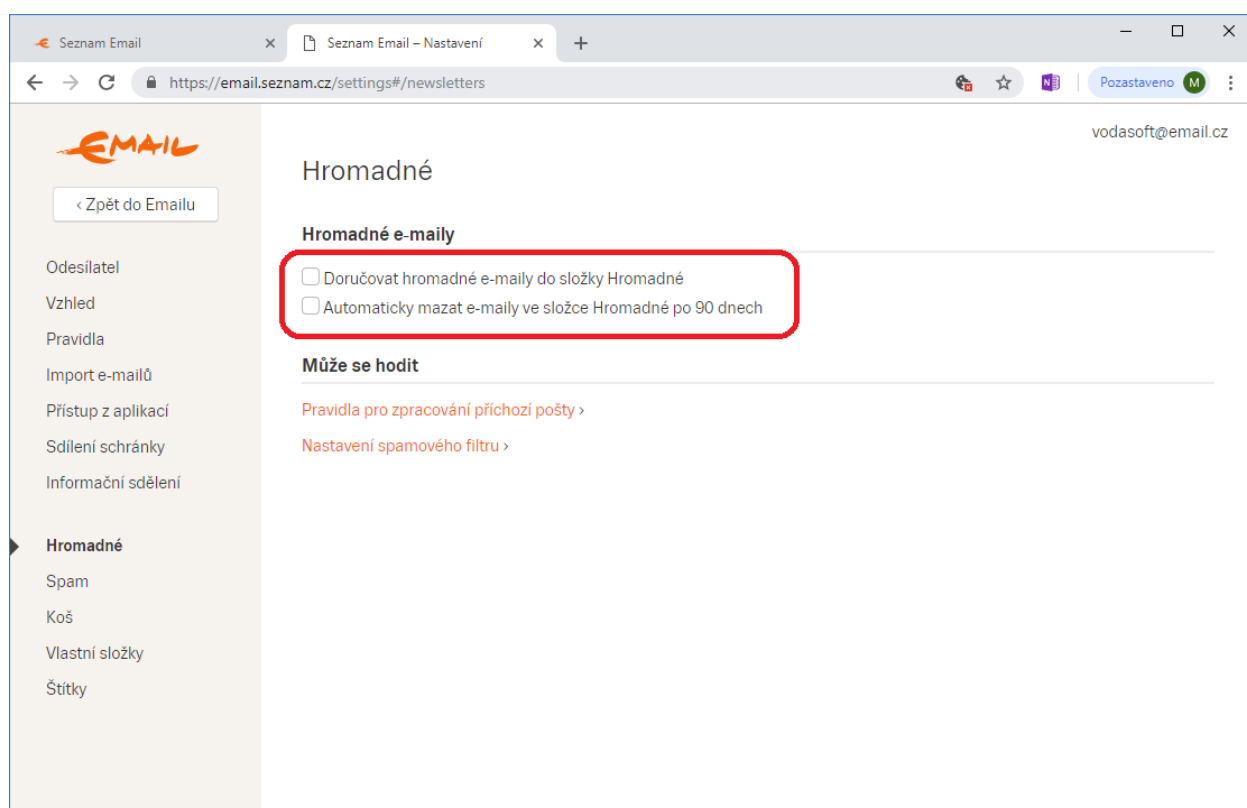 Seznam Email
Seznam Email – Nastavení
https://email.seznam.cz/settings#/newsletters
Pozastaveno M
EMAIL
vodasoft@email.cz
‹ Zpět do Emailu
Odesílatel
Vzhled
Pravidla
Import e-mailů
Přístup z aplikací
Sdílení schránky
Informační sdělení
Hromadné
Spam
Koš
Vlastní složky
Štítky
Hromadné
Hromadné e-maily
Doručovat hromadné e-maily do složky Hromadné
Automaticky mazat e-maily ve složce Hromadné po 90 dnech
Může se hodit
Pravidla pro zpracování příchozí pošty ›
Nastavení spamového filtru ›